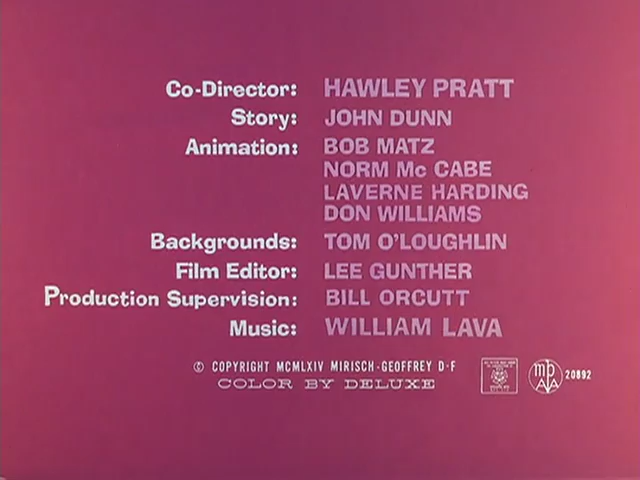 Co-Director: HAWLEY PRATT
Story: JOHN DUNN
Animation: BOB MATZ
NORM Mc CABE
LAVERNE HARDING
DON WILLIAMS
Backgrounds: TOM O'LOUGHLIN
Film Editor: LEE GUNTHER
Production Supervision: BILL ORCUTT
Music: WILLIAM LAVA
© COPYRIGHT MCMLXIV MIRISCH-GEOFFREY D-F
COLOR BY DELUXE
20892